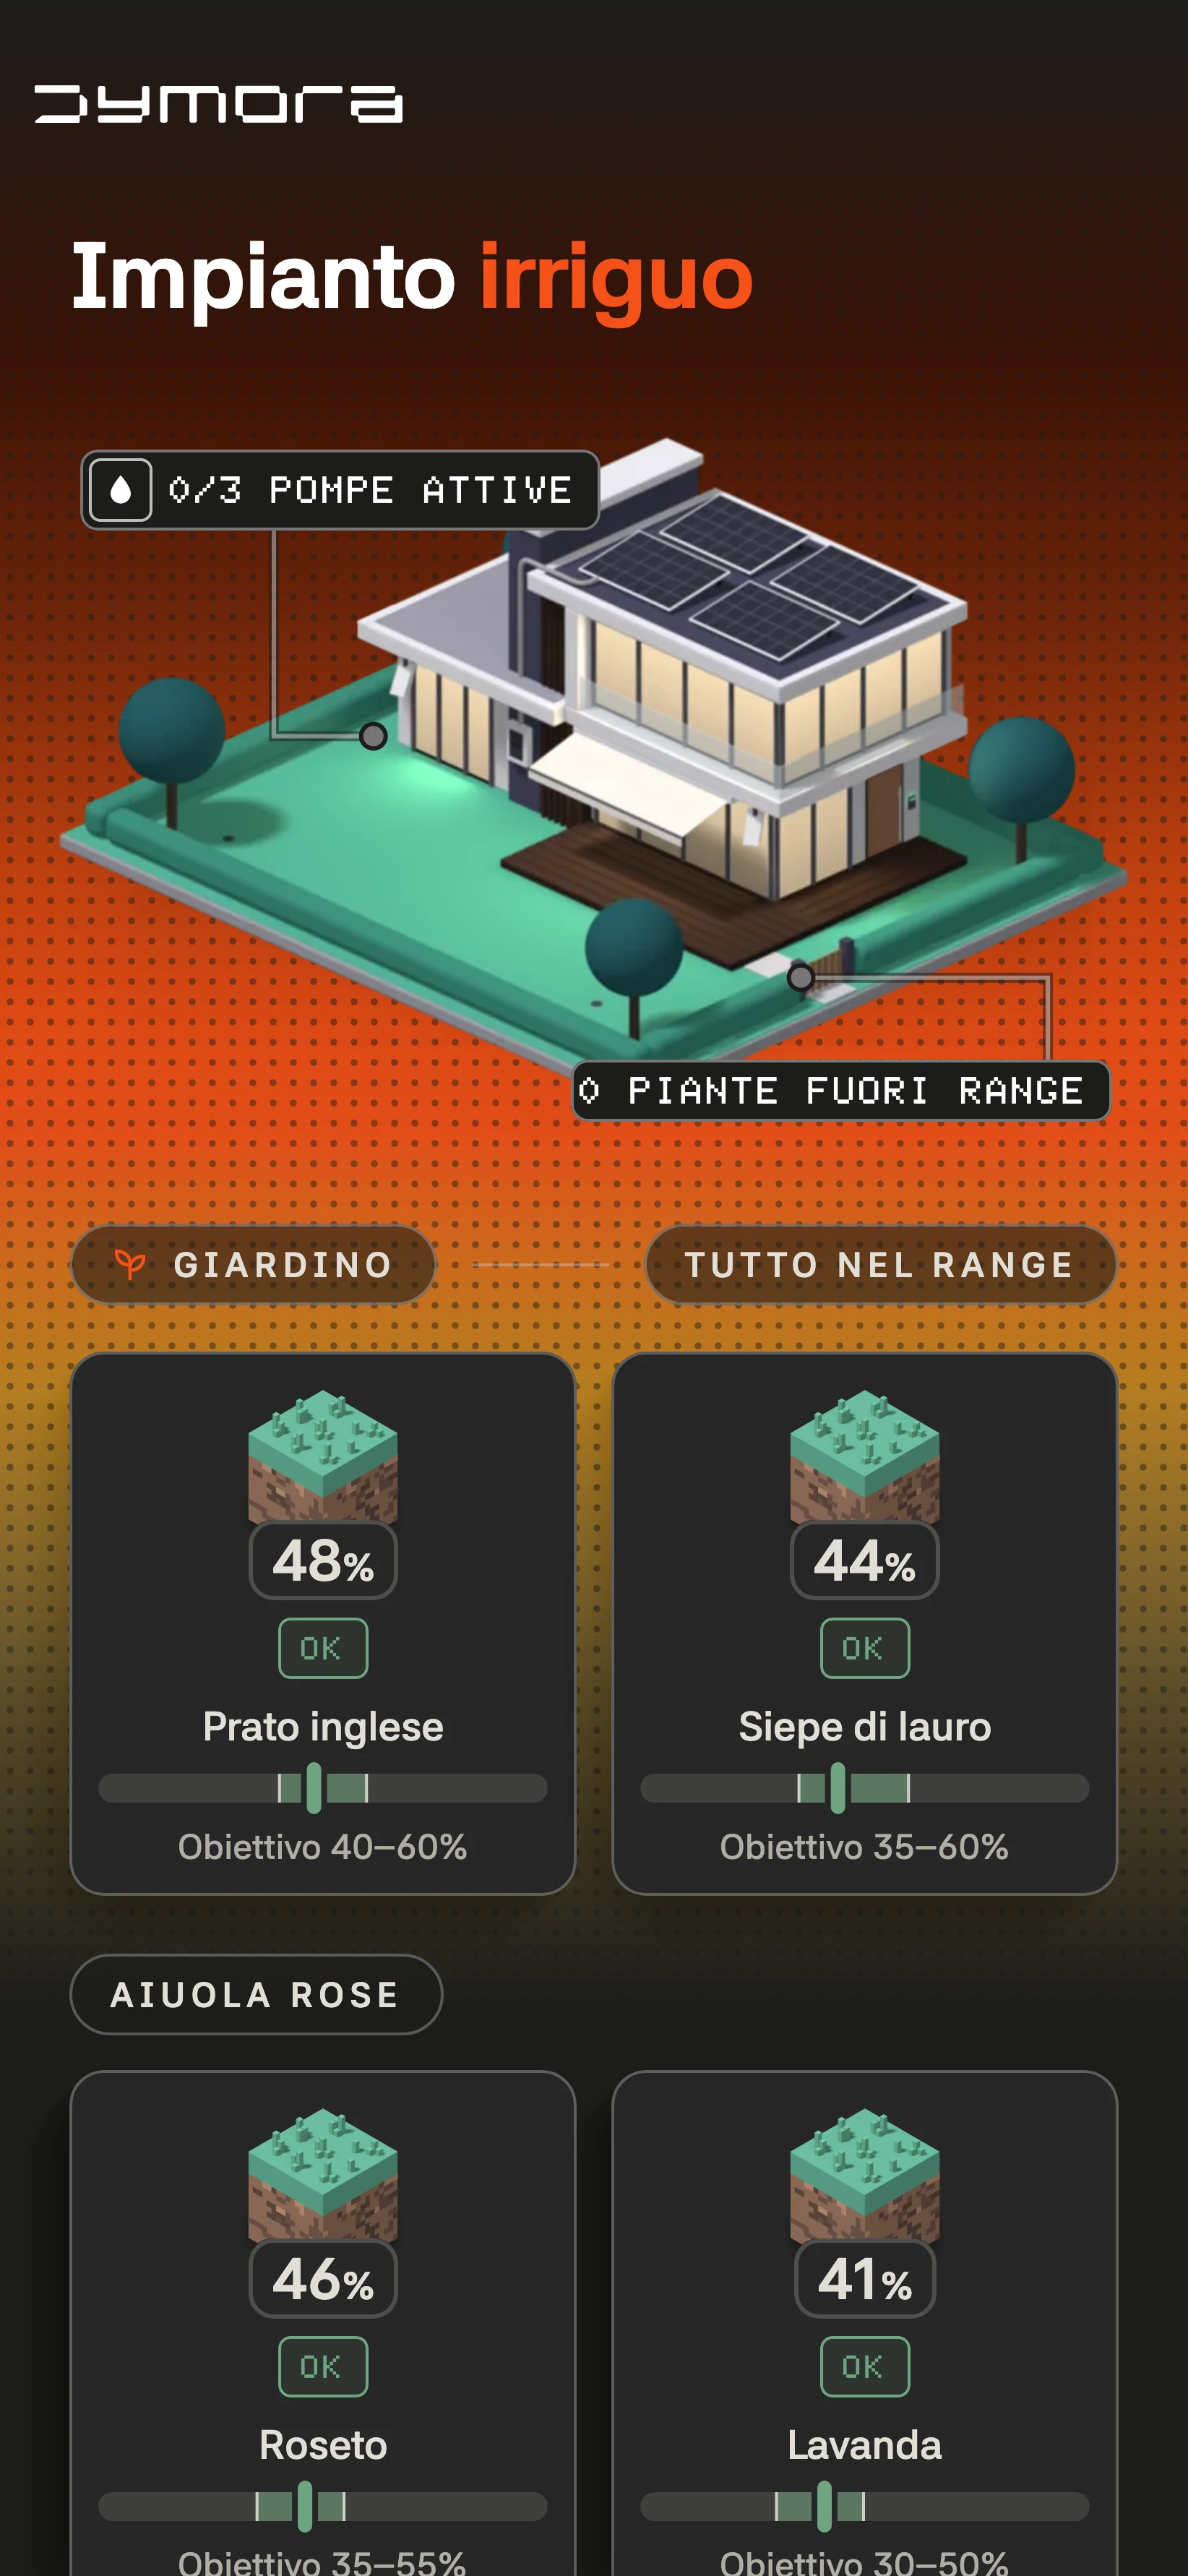 Dymora
Impianto irriguo
0/3 POMPE ATTIVE
0 PIANTE FUORI RANGE
GIARDINO
TUTTO NEL RANGE
48%
44%
OK
OK
Prato inglese
Siepe di lauro
Obiettivo 40–60%
Obiettivo 35–60%
AIUOLA ROSE
46%
41%
OK
OK
Roseto
Lavanda
Obiettivo 35–55%
Obiettivo 30–50%